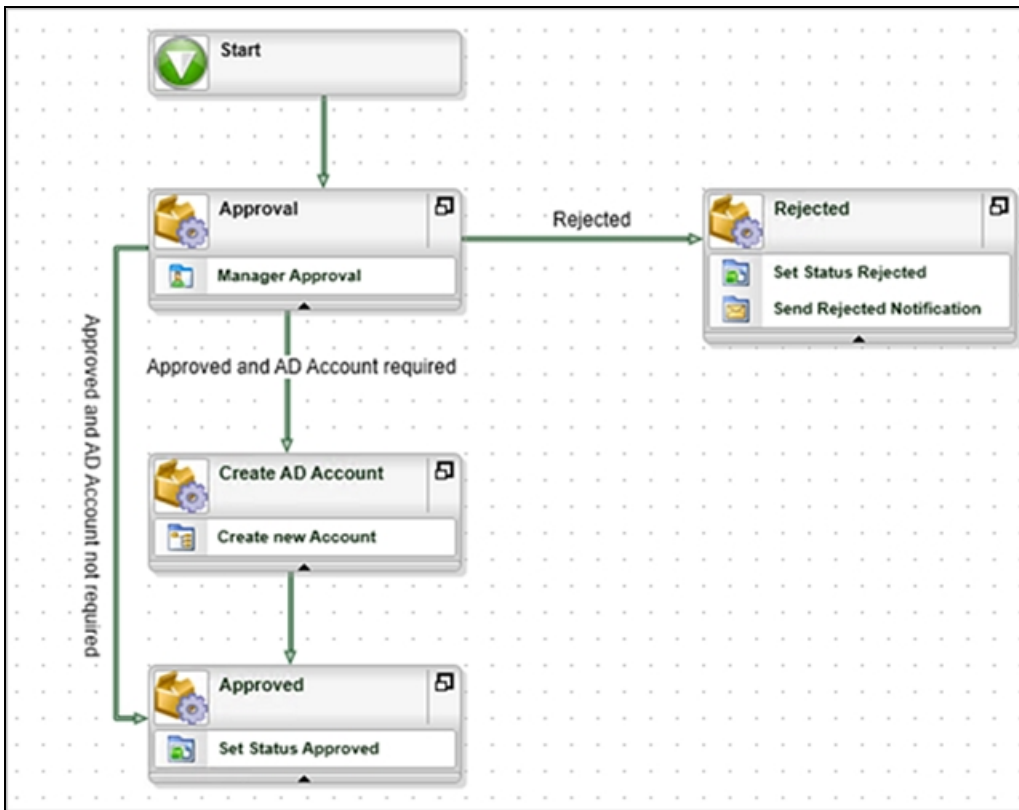 Start
Approval
Manager Approval
Rejected
Rejected
Set Status Rejected
Send Rejected Notification
Approved and AD Account required
Approved and AD Account not required
Create AD Account
Create new Account
Approved
Set Status Approved